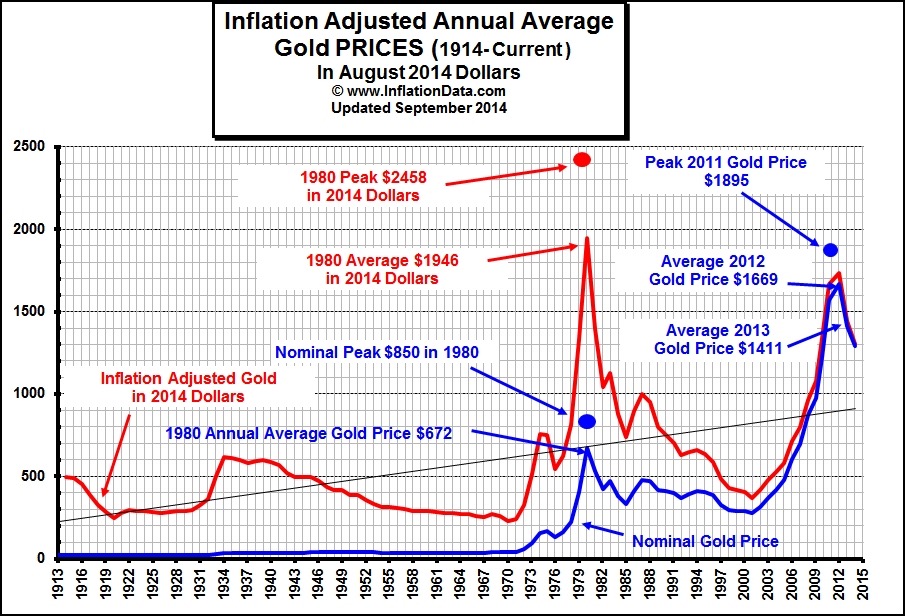 Inflation Adjusted Annual Average
Gold PRICES (1914-Current)
In August 2014 Dollars
© www.InflationData.com
Updated September 2014
2500
2000
1500
1000
500
0
1980 Peak $2458
in 2014 Dollars
Peak 2011 Gold Price
$1895
1980 Average $1946
in 2014 Dollars
Average 2012
Gold Price $1669
Average 2013
Gold Price $1411
Nominal Peak $850 in 1980
Inflation Adjusted Gold
in 2014 Dollars
1980 Annual Average Gold Price $672
Nominal Gold Price
1913
1916
1919
1922
1925
1928
1931
1934
1937
1940
1943
1946
1949
1952
1955
1958
1961
1964
1967
1970
1973
1976
1979
1982
1985
1988
1991
1994
1997
2000
2003
2006
2009
2012
2015